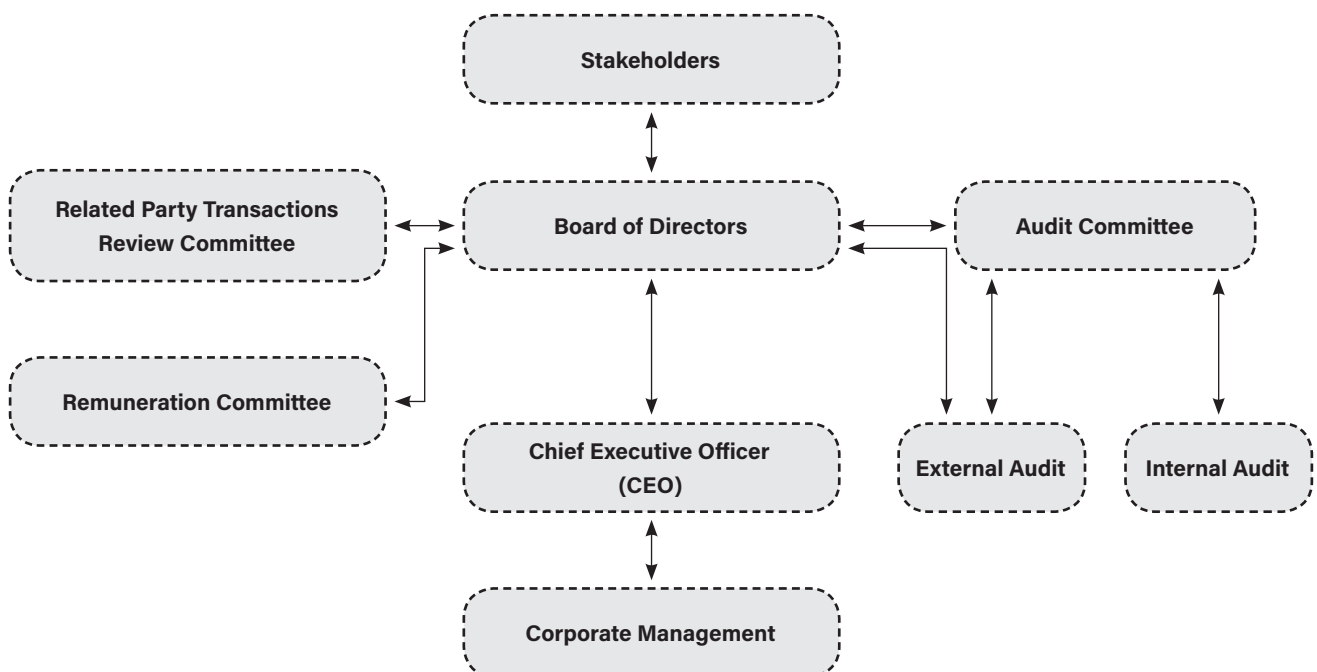 Stakeholders
Related Party Transactions
Review Committee
Board of Directors
Audit Committee
Remuneration Committee
Chief Executive Officer
(CEO)
External Audit
Internal Audit
Corporate Management